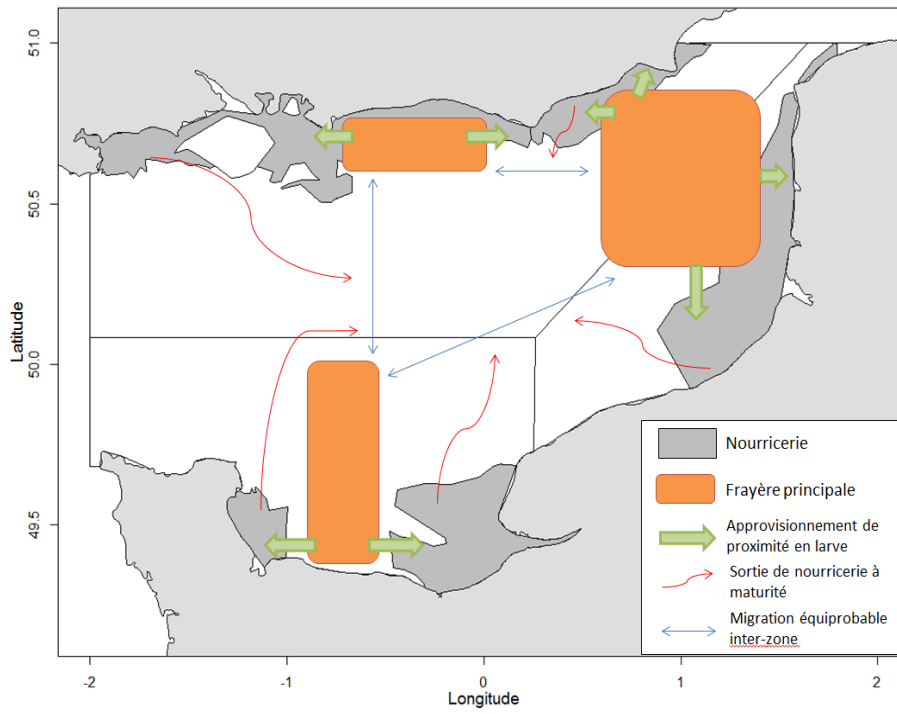 51.0
50.5
50.0
49.5
Latitude
-2
-1
0
1
2
Longitude
Nourricerie
Frayère principale
Approvisionnement de
proximité en larve
Sortie de nourricerie à
maturité
Migration équiprobable
inter-zone